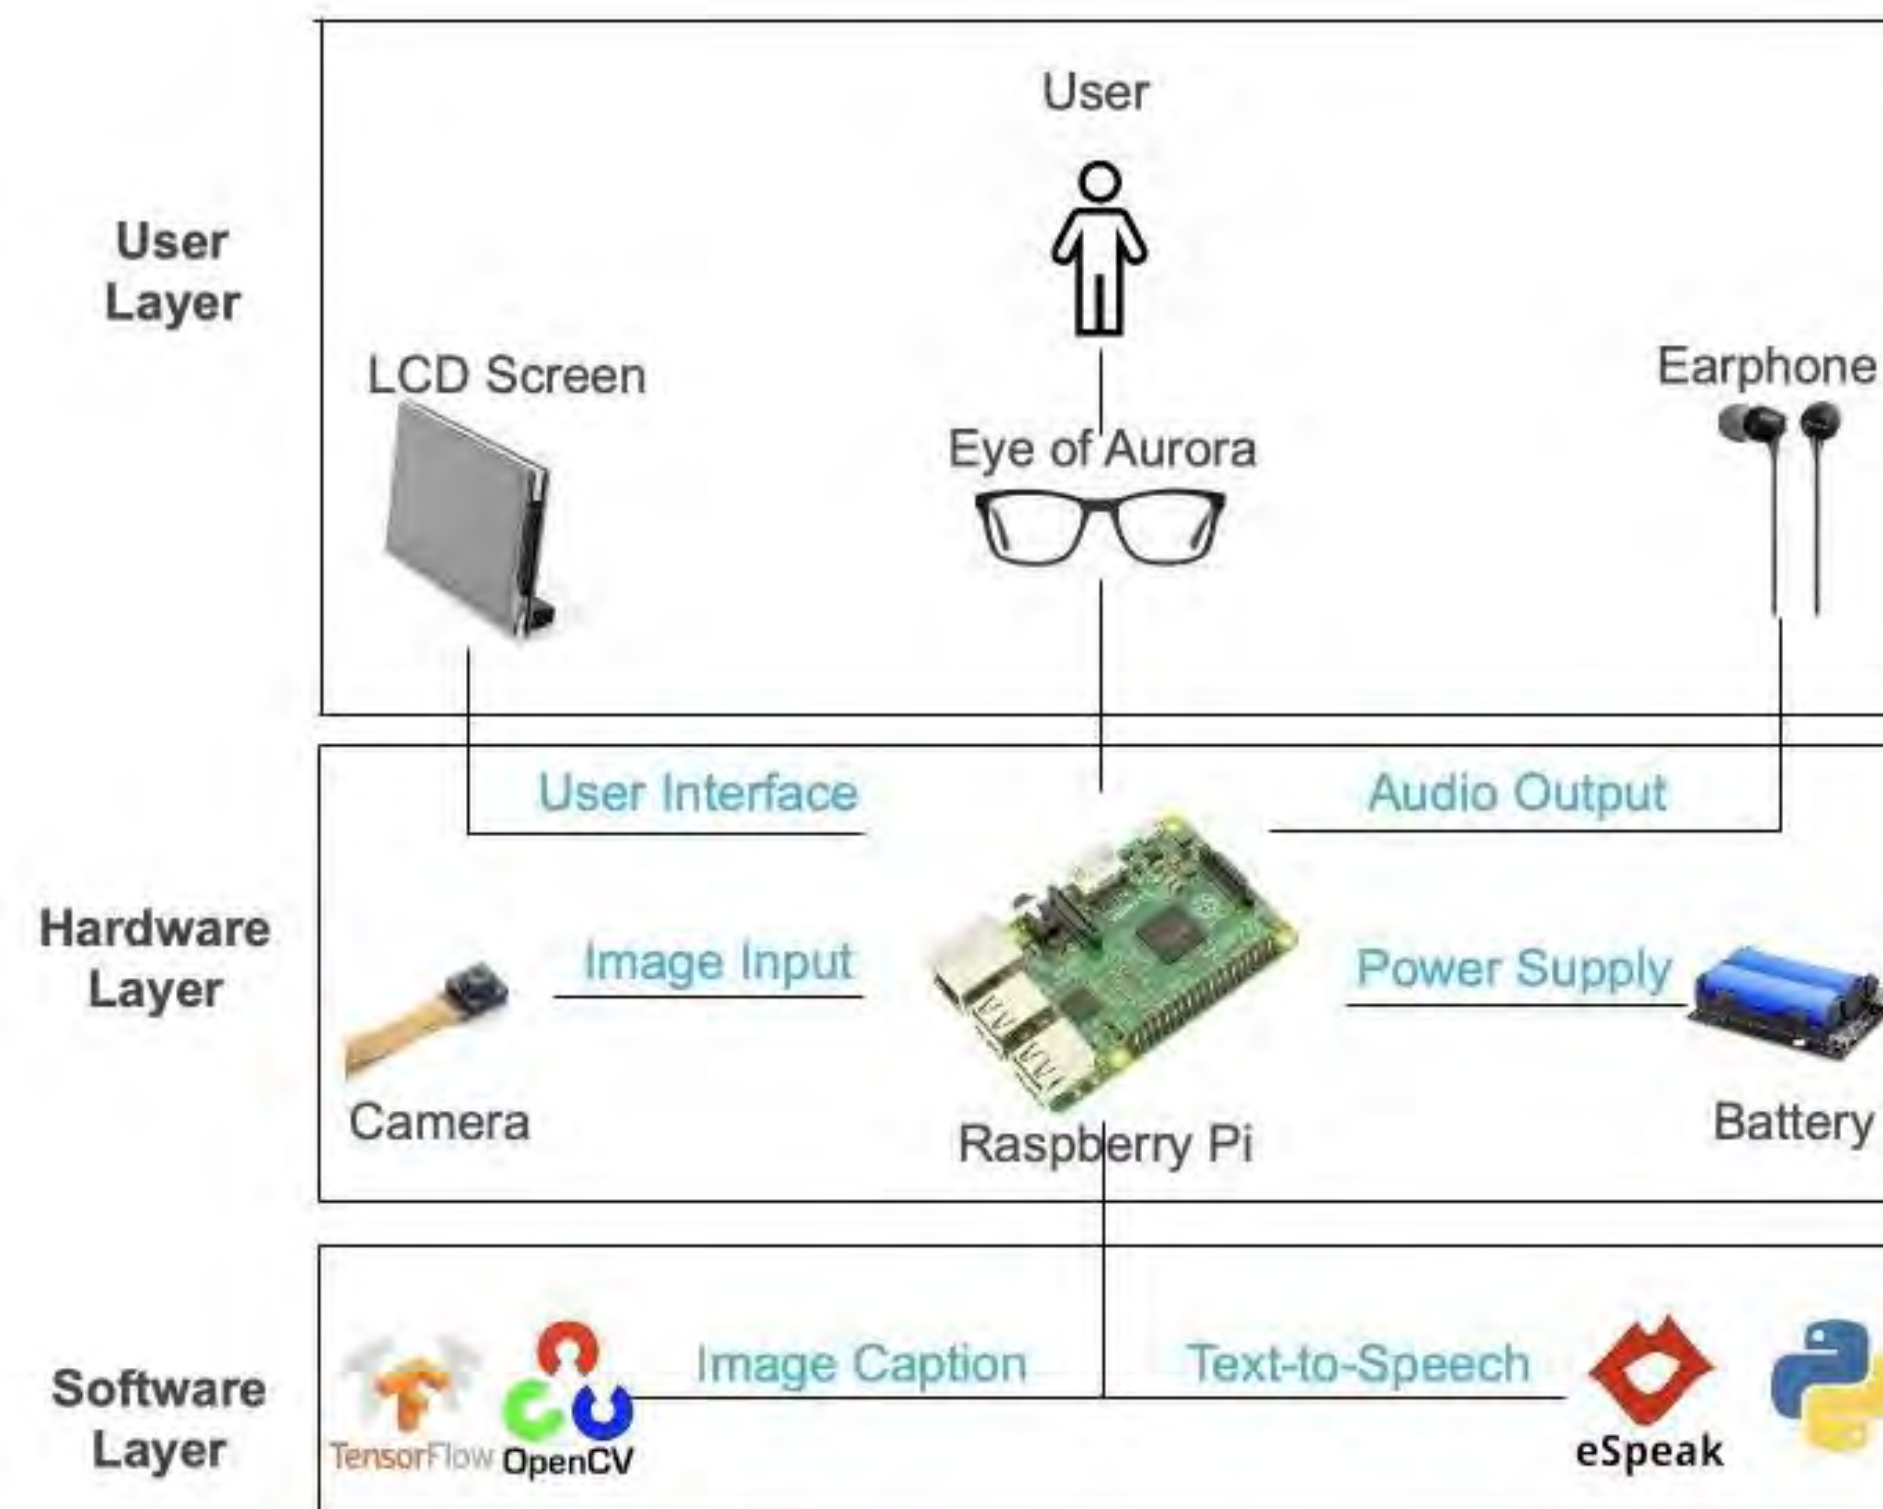 User
User
Layer
LCD Screen
Earphone
Eye of Aurora
User Interface
Audio Output
Hardware
Layer
Image Input
Power Supply
Camera
Raspberry Pi
Battery
Software
Layer
Image Caption
Text-to-Speech
TensorFlow
OpenCV
eSpeak